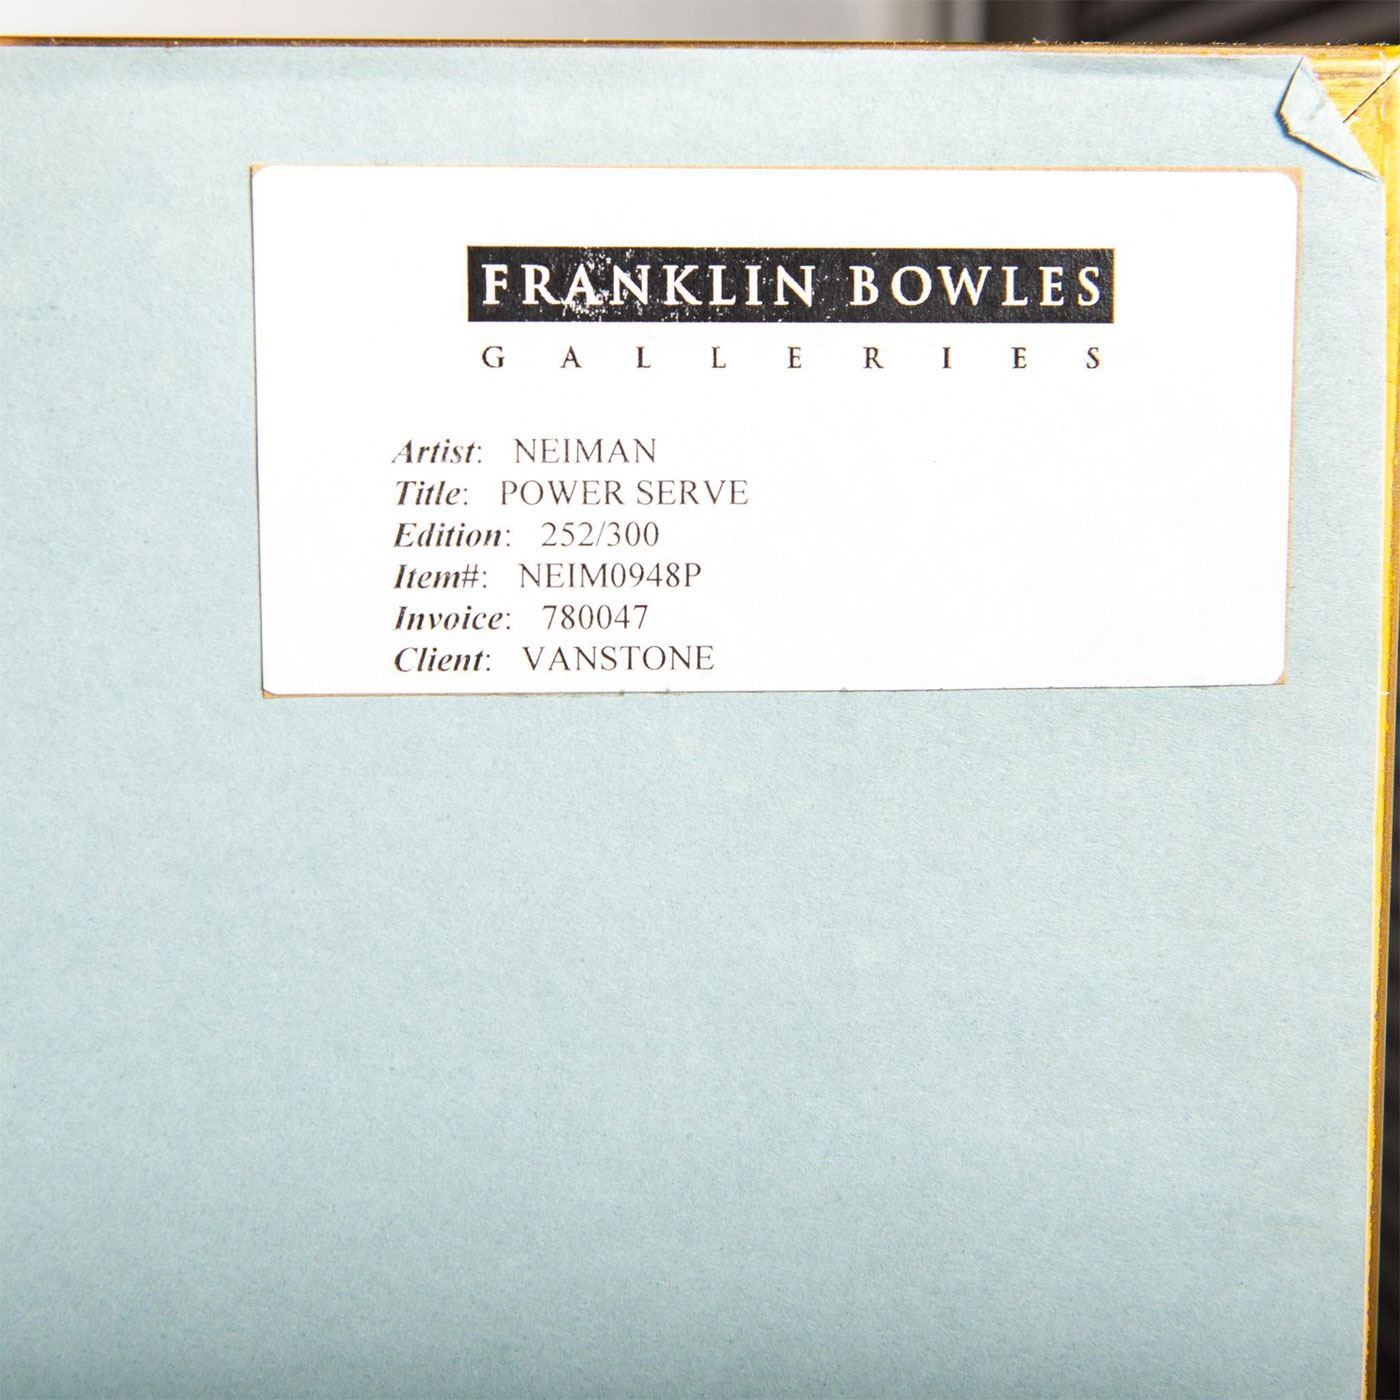 FRANKLIN BOWLES
GALLERIES
Artist: NEIMAN
Title: POWER SERVE
Edition: 252/300
Item#: NEIM0948P
Invoice: 780047
Client: VANSTONE